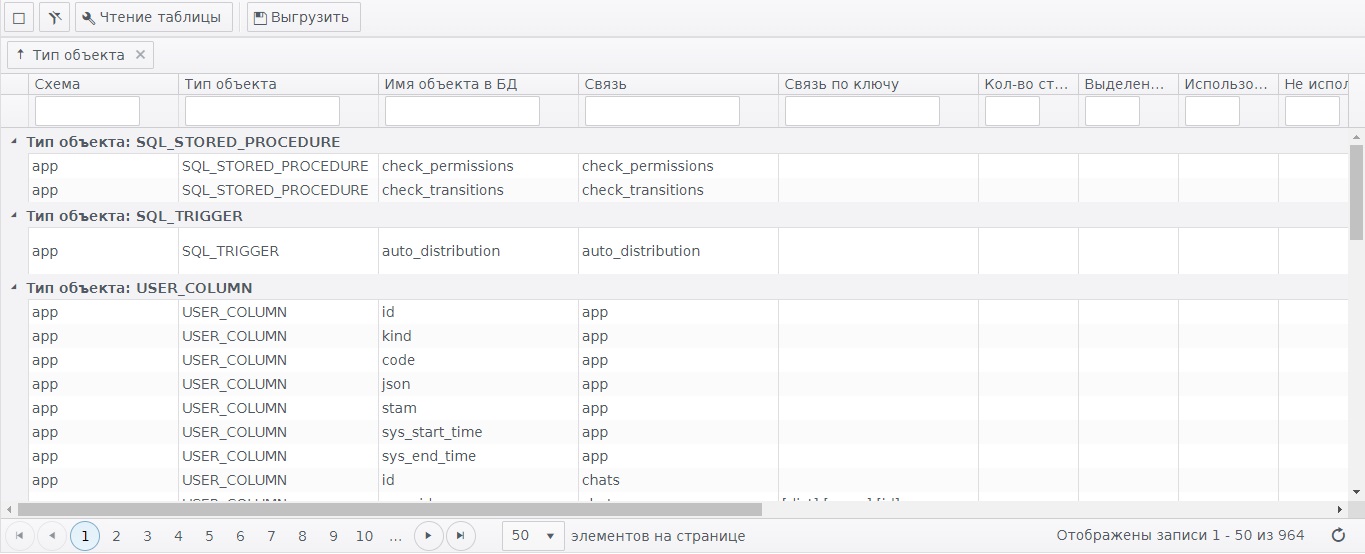 Чтение таблицы Выгрузить
↑ Тип объекта ×
Схема Тип объекта Имя объекта в БД Связь Связь по ключу Кол-во ст... Выделен... Использо... Не испол
Тип объекта: SQL_STORED_PROCEDURE
app SQL_STORED_PROCEDURE check_permissions check_permissions
app SQL_STORED_PROCEDURE check_transitions check_transitions
Тип объекта: SQL_TRIGGER
app SQL_TRIGGER auto_distribution auto_distribution
Тип объекта: USER_COLUMN
app USER_COLUMN id app
app USER_COLUMN kind app
app USER_COLUMN code app
app USER_COLUMN json app
app USER_COLUMN stam app
app USER_COLUMN sys_start_time app
app USER_COLUMN sys_end_time app
app USER_COLUMN id chats
1 2 3 4 5 6 7 8 9 10 ... 50 элементов на странице Отображены записи 1 - 50 из 964